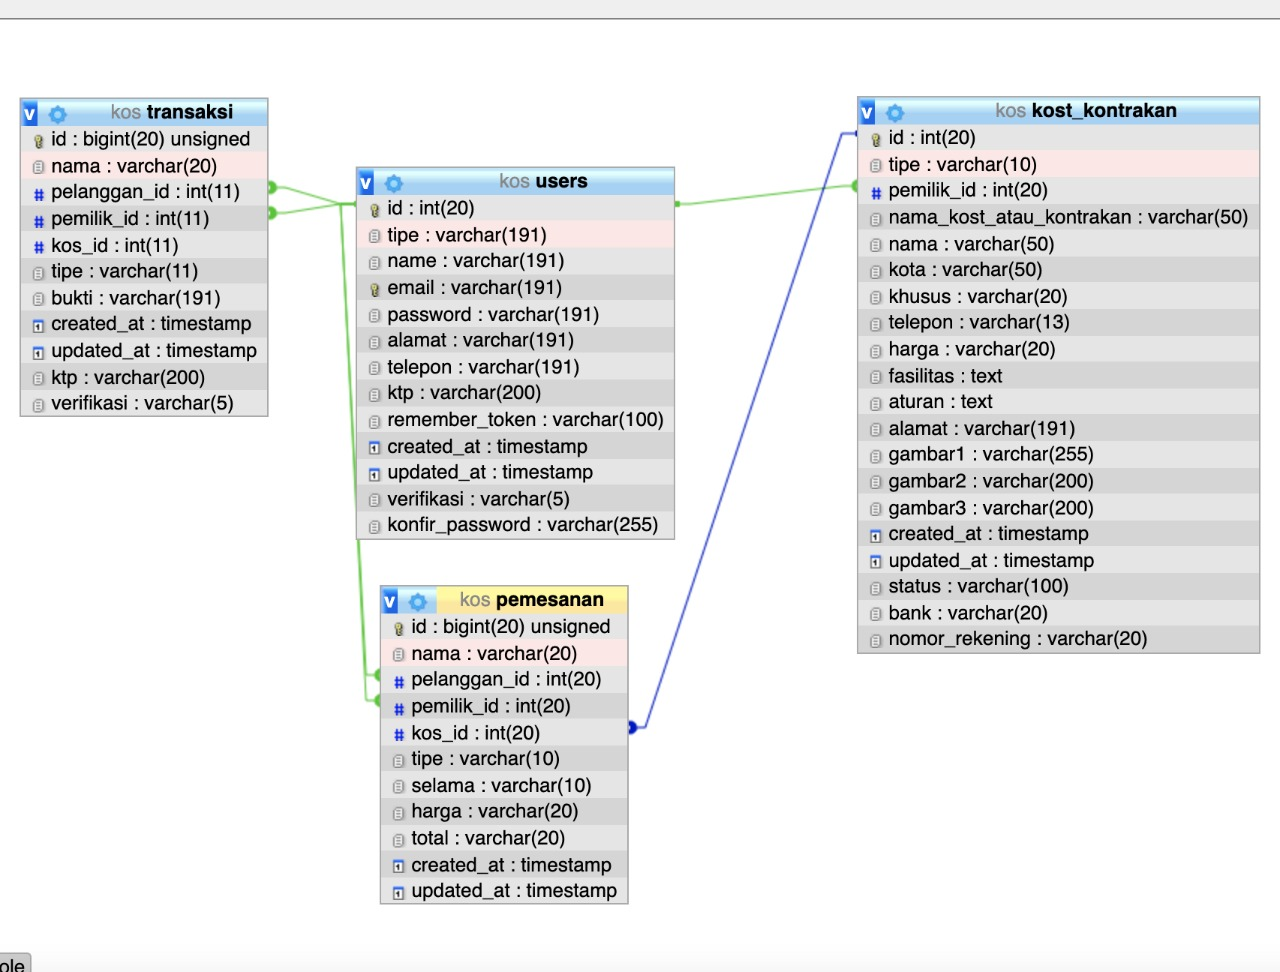 kos transaksi
id : bigint(20) unsigned
nama : varchar(20)
pelanggan_id : int(11)
pemilik_id : int(11)
kos_id : int(11)
tipe : varchar(11)
bukti : varchar(191)
created_at : timestamp
updated_at : timestamp
ktp : varchar(200)
verifikasi : varchar(5)
kos users
id : int(20)
tipe : varchar(191)
name : varchar(191)
email : varchar(191)
password : varchar(191)
alamat : varchar(191)
telepon : varchar(191)
ktp : varchar(200)
remember_token : varchar(100)
created_at : timestamp
updated_at : timestamp
verifikasi : varchar(5)
konfir_password : varchar(255)
kos pemesanan
id : bigint(20) unsigned
nama : varchar(20)
pelanggan_id : int(20)
pemilik_id : int(20)
kos_id : int(20)
tipe : varchar(10)
selama : varchar(10)
harga : varchar(20)
total : varchar(20)
created_at : timestamp
updated_at : timestamp
kos kost_kontrakan
id : int(20)
tipe : varchar(10)
pemilik_id : int(20)
nama_kost_atau_kontrakan : varchar(50)
nama : varchar(50)
kota : varchar(50)
khusus : varchar(20)
telepon : varchar(13)
harga : varchar(20)
fasilitas : text
aturan : text
alamat : varchar(191)
gambar1 : varchar(255)
gambar2 : varchar(200)
gambar3 : varchar(200)
created_at : timestamp
updated_at : timestamp
status : varchar(100)
bank : varchar(20)
nomor_rekening : varchar(20)
ole